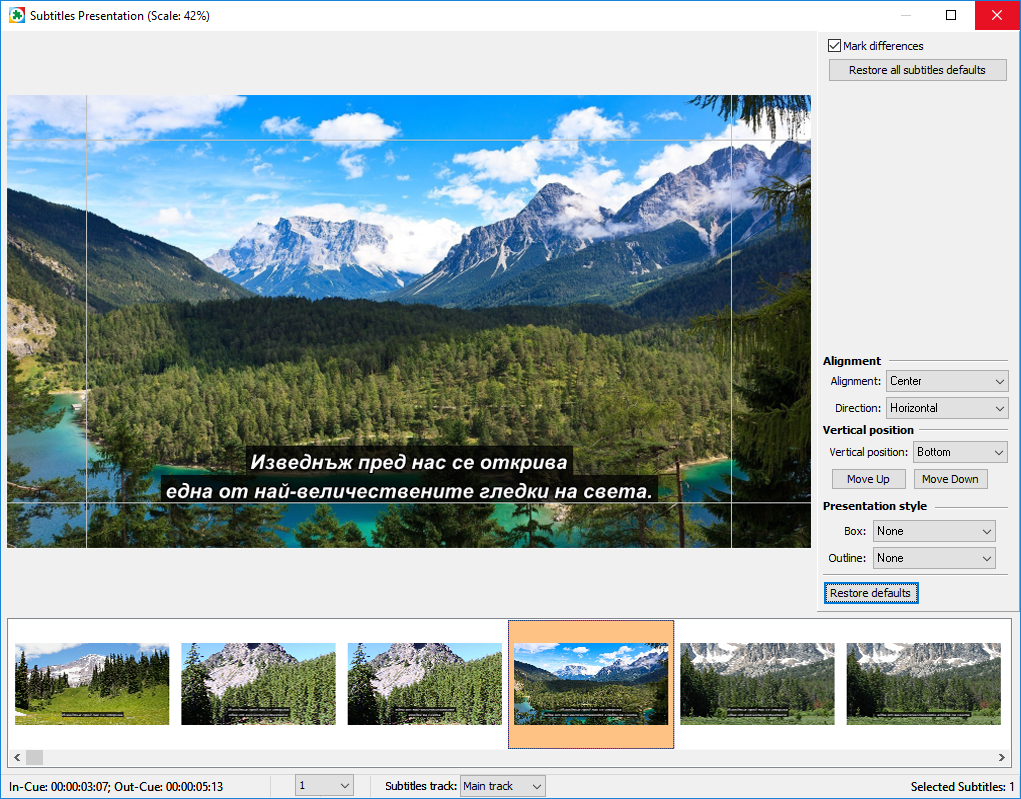 Subtitles Presentation (Scale: 42%)
Mark differences
Restore all subtitles defaults
Изведнъж пред нас се открива
една от най-величествените гледки на света.
Alignment
Alignment: Center
Direction: Horizontal
Vertical position
Vertical position: Bottom
Move Up Move Down
Presentation style
Box: None
Outline: None
Restore defaults
In-Cue: 00:00:03:07; Out-Cue: 00:00:05:13
1
Subtitles track: Main track
Selected Subtitles: 1